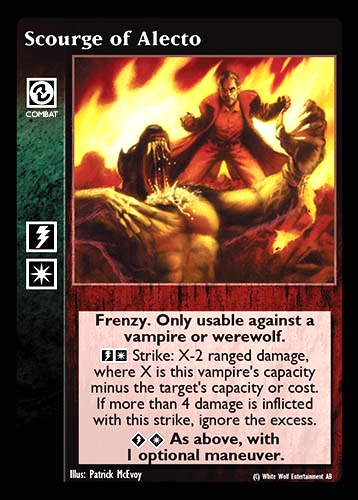 Scourge of Alecto
COMBAT
Frenzy. Only usable against a
vampire or werewolf.
Strike: X-2 ranged damage,
where X is this vampire's capacity
minus the target's capacity or cost.
If more than 4 damage is inflicted
with this strike, ignore the excess.
As above, with
1 optional maneuver.
Illus: Patrick McEvoy
(C) White Wolf Entertainment AB